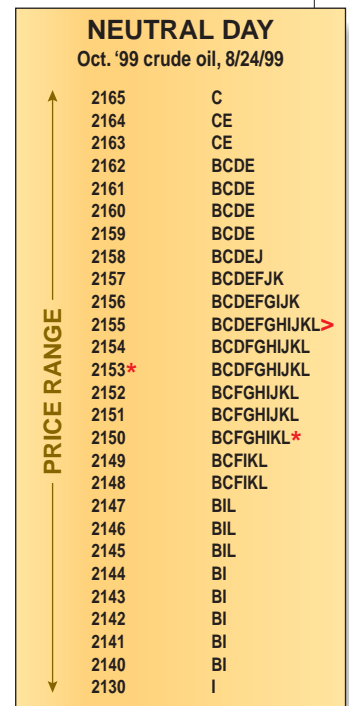 NEUTRAL DAY
Oct. ‘99 crude oil, 8/24/99
PRICE RANGE
2165 C
2164 CE
2163 CE
2162 BCDE
2161 BCDE
2160 BCDE
2159 BCDE
2158 BCDEJ
2157 BCDEFJK
2156 BCDEFGIJK
2155 BCDEFGHIJKL>
2154 BCDFGHIJKL
2153* BCDFGHIJKL
2152 BCFGHIJKL
2151 BCFGHIJKL
2150 BCFGHIKL*
2149 BCFIKL
2148 BCFIKL
2147 BIL
2146 BIL
2145 BIL
2144 BI
2143 BI
2142 BI
2141 BI
2140 BI
2130 I